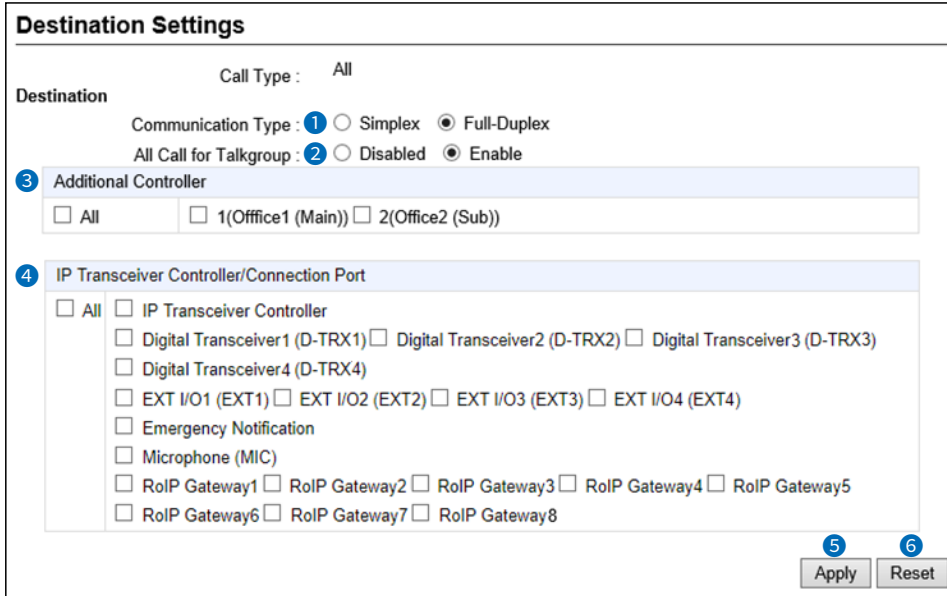 Destination Settings
Call Type : All
Destination
Communication Type : 1 Simplex Full-Duplex
All Call for Talkgroup : 2 Disabled Enable
3 Additional Controller
All 1(Offfice1 (Main)) 2(Office2 (Sub))
4 IP Transceiver Controller/Connection Port
All IP Transceiver Controller
Digital Transceiver1 (D-TRX1) Digital Transceiver2 (D-TRX2) Digital Transceiver3 (D-TRX3)
Digital Transceiver4 (D-TRX4)
EXT I/O1 (EXT1) EXT I/O2 (EXT2) EXT I/O3 (EXT3) EXT I/O4 (EXT4)
Emergency Notification
Microphone (MIC)
RoIP Gateway1 RoIP Gateway2 RoIP Gateway3 RoIP Gateway4 RoIP Gateway5
RoIP Gateway6 RoIP Gateway7 RoIP Gateway8
5 6
Apply Reset